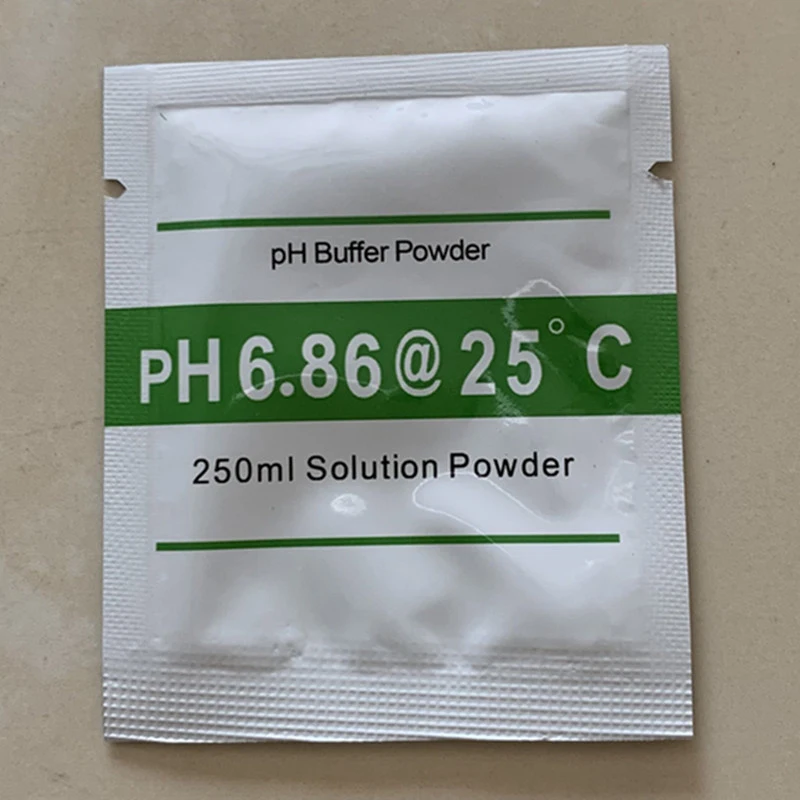 pH Buffer Powder
PH 6.86@ 25° C
250ml Solution Powder